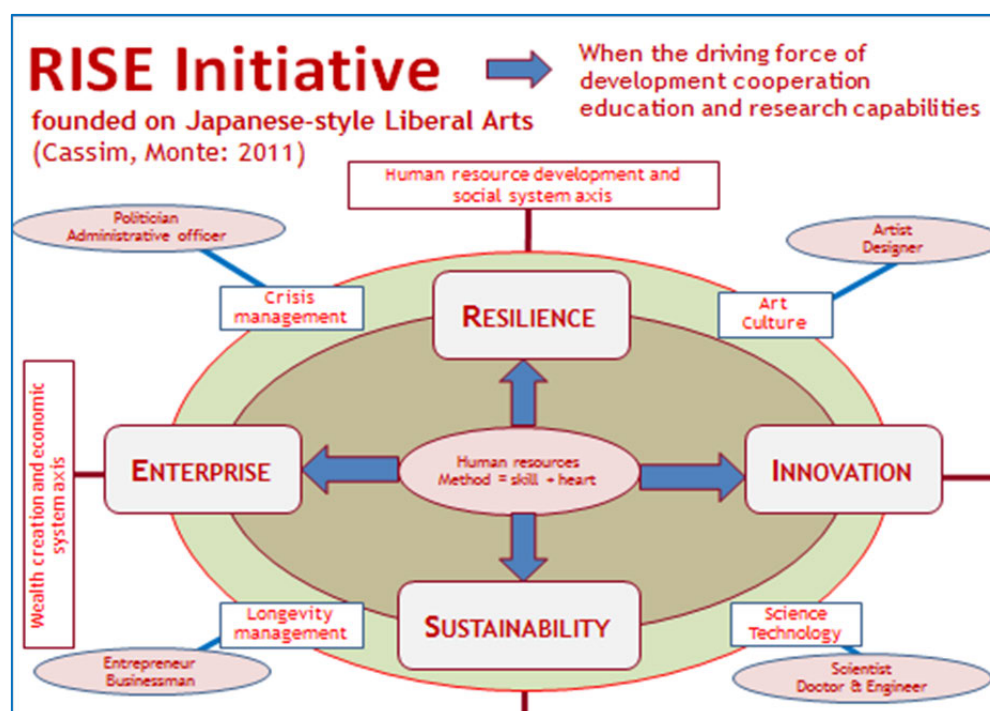 RISE Initiative
founded on Japanese-style Liberal Arts
(Cassim, Monte: 2011)
When the driving force of
development cooperation
education and research capabilities
Human resource development and
social system axis
Politician
Administrative officer
Artist
Designer
Crisis
management
RESILIENCE
Art
Culture
Wealth creation and economic
system axis
ENTERPRISE
Human resources
Method = skill + heart
INNOVATION
Longevity
management
SUSTAINABILITY
Science
Technology
Entrepreneur
Businessman
Scientist
Doctor & Engineer